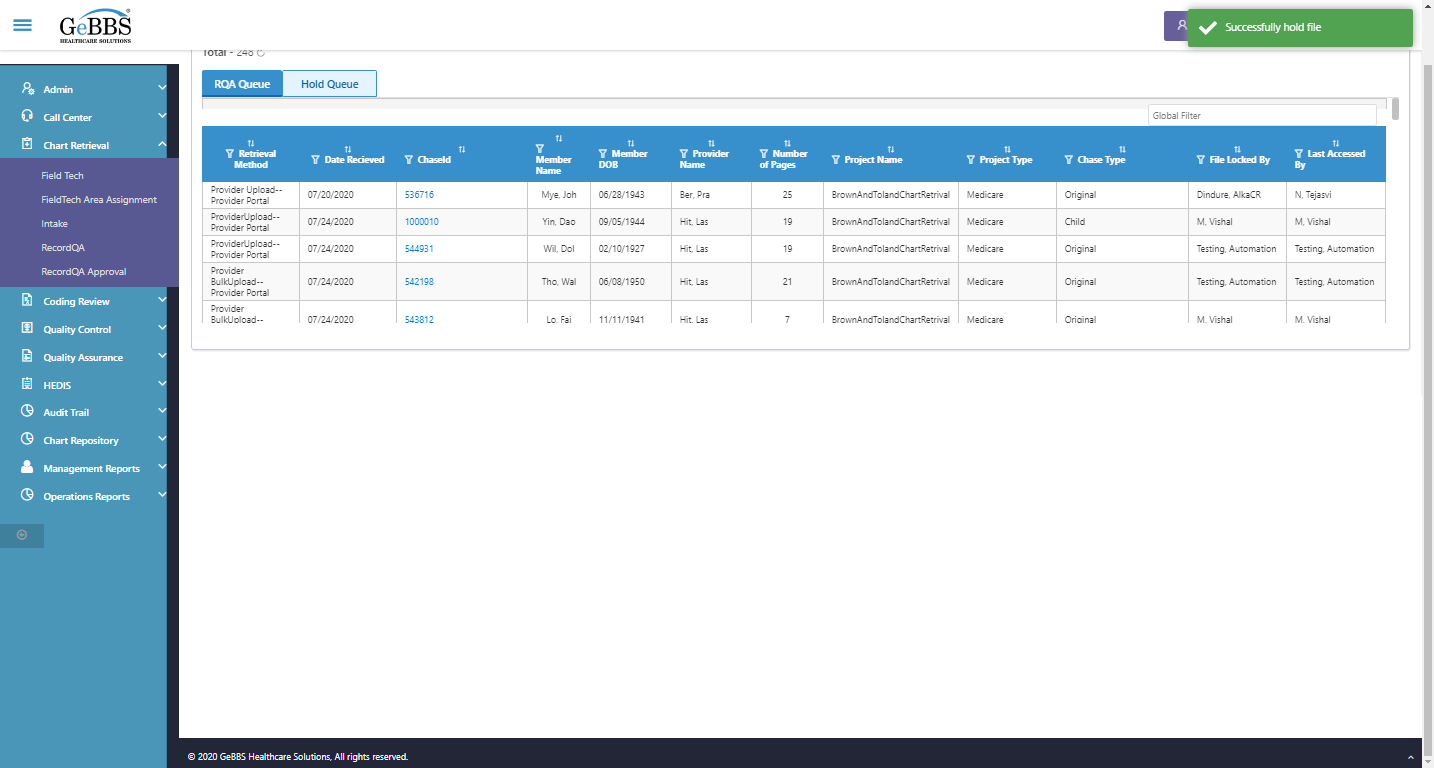 GeBBS
HEALTHCARE SOLUTIONS
Successfully hold file
Total - 248
RQA Queue
Hold Queue
Global Filter
Admin
Call Center
Chart Retrieval
Field Tech
FieldTech Area Assignment
Intake
RecordQA
RecordQA Approval
Coding Review
Quality Control
Quality Assurance
HEDIS
Audit Trail
Chart Repository
Management Reports
Operations Reports
Retrieval Method Date Recieved ChaseId Member Name Member DOB Provider Name Number of Pages Project Name Project Type Chase Type File Locked By Last Accessed By
Provider Upload-- Provider Portal 07/20/2020 536716 Mye, Joh 06/28/1943 Ber, Pra 25 BrownAndTolandChartRetrival Medicare Original Dindure, AlkaCR N, Tejasvi
ProviderUpload-- Provider Portal 07/24/2020 1000010 Yin, Dao 09/05/1944 Hit, Las 19 BrownAndTolandChartRetrival Medicare Child M, Vishal M, Vishal
ProviderUpload-- Provider Portal 07/24/2020 544931 Wil, Dol 02/10/1927 Hit, Las 19 BrownAndTolandChartRetrival Medicare Original Testing, Automation Testing, Automation
Provider BulkUpload-- Provider Portal 07/24/2020 542198 Tho, Wal 06/08/1950 Hit, Las 21 BrownAndTolandChartRetrival Medicare Original Testing, Automation Testing, Automation
Provider BulkUpload-- 07/24/2020 543812 Lo, Fai 11/11/1941 Hit, Las 7 BrownAndTolandChartRetrival Medicare Original M, Vishal M, Vishal
© 2020 GeBBS Healthcare Solutions, All rights reserved.